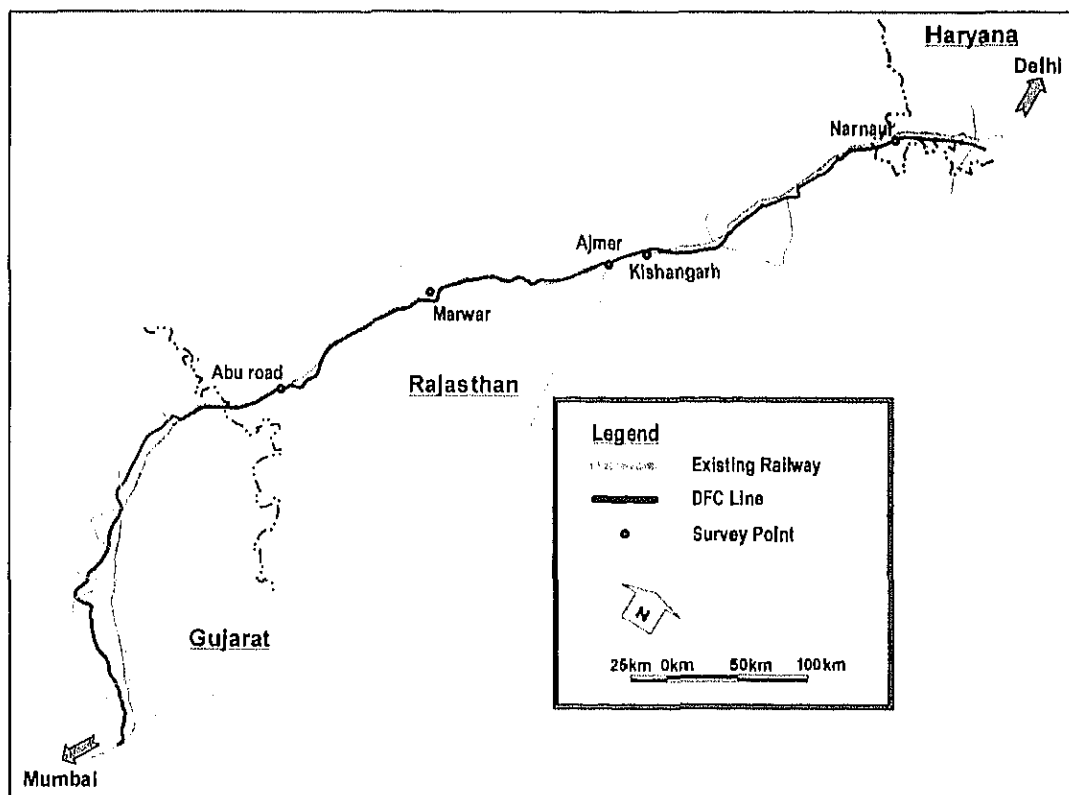 Haryana
Delhi
Narnaul
Ajmer
Kishangarh
Marwar
Abu road
Rajasthan
Legend
Existing Railway
DFC Line
Survey Point
N
25km 0km 50km 100km
Gujarat
Mumbai